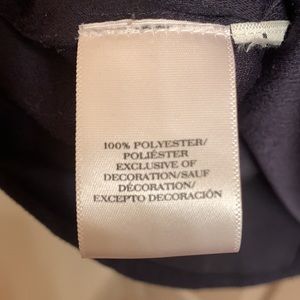 100% POLYESTER/
POLIÉSTER
EXCLUSIVE OF
DECORATION/SAUF
DÉCORATION/
EXCEPTO DECORACIÓN